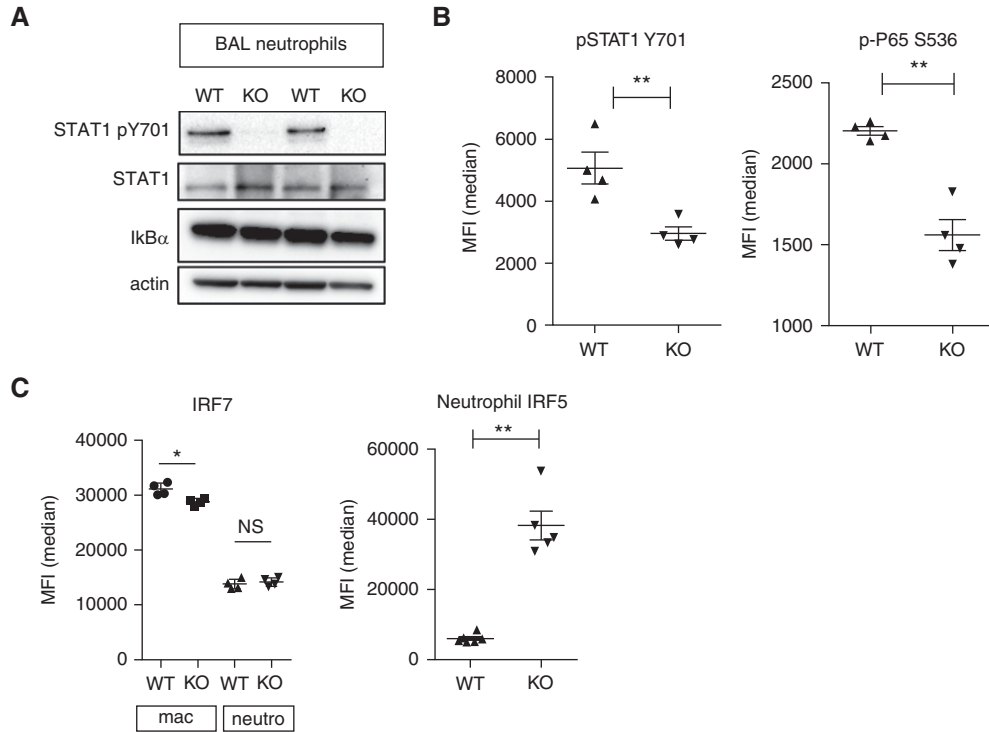 A
BAL neutrophils
WT KO WT KO
STAT1 pY701
STAT1
IkBα
actin
B
pSTAT1 Y701
**
8000
6000
4000
2000
0
MFI (median)
WT KO
p-P65 S536
**
2500
2000
1500
1000
MFI (median)
WT KO
C
IRF7
*
NS
40000
30000
20000
10000
0
MFI (median)
WT KO WT KO
mac neutro
Neutrophil IRF5
**
60000
40000
20000
0
MFI (median)
WT KO